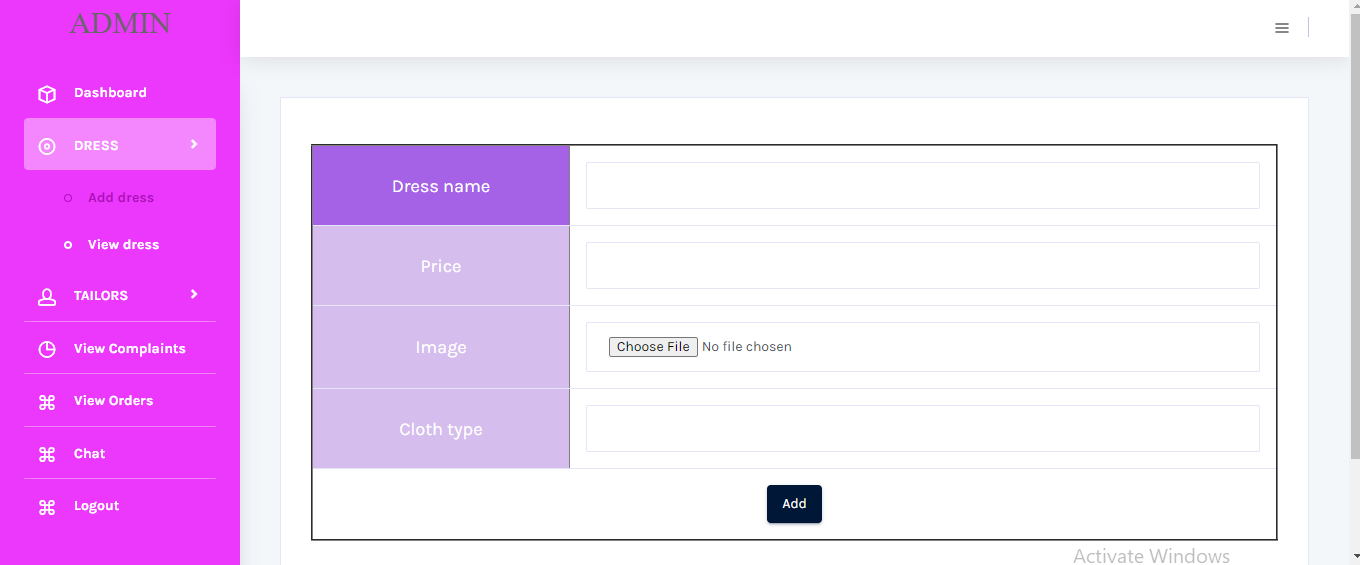 ADMIN
Dashboard
DRESS
Add dress
View dress
TAILORS
View Complaints
View Orders
Chat
Logout
Dress name
Price
Image
Choose File No file chosen
Cloth type
Add
Activate Windows